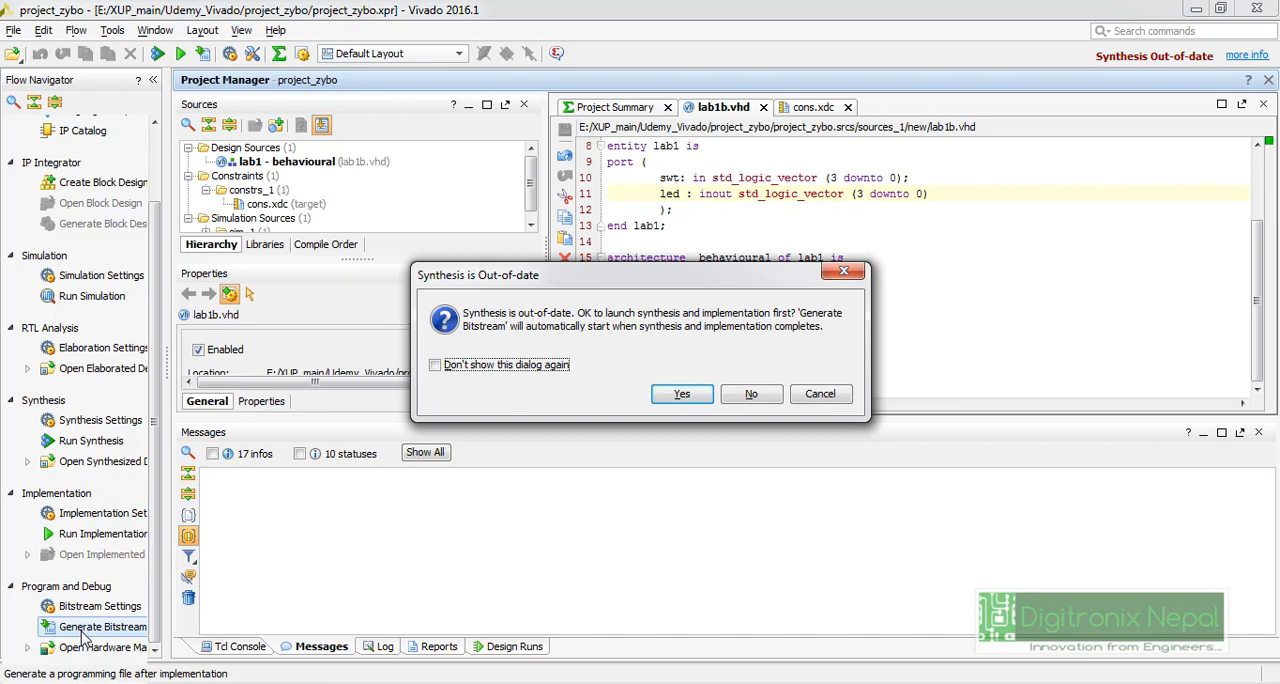 project_zybo - [E:/XUP_main/Udemy_Vivado/project_zybo/project_zybo.xpr] - Vivado 2016.1
File Edit Flow Tools Window Layout View Help
Search commands
Default Layout
Synthesis Out-of-date more info
Flow Navigator ? «
Project Manager - project_zybo
IP Catalog
IP Integrator
Create Block Design
Open Block Design
Generate Block Des
Simulation
Simulation Settings
Run Simulation
RTL Analysis
Elaboration Settings
Open Elaborated De
Synthesis
Synthesis Settings
Run Synthesis
Open Synthesized D
Implementation
Implementation Set
Run Implementation
Open Implemented
Program and Debug
Bitstream Settings
Generate Bitstream
Open Hardware Ma
Sources
Design Sources (1)
lab1 - behavioural (lab1b.vhd)
Constraints (1)
constrs_1 (1)
cons.xdc (target)
Simulation Sources (1)
Hierarchy Libraries Compile Order
Properties
lab1b.vhd
Enabled
General Properties
Project Summary lab1b.vhd cons.xdc
E:/XUP_main/Udemy_Vivado/project_zybo/project_zybo.srcs/sources_1/new/lab1b.vhd
8 entity lab1 is
9 port (
10 swt: in std_logic_vector (3 downto 0);
11 led : inout std_logic_vector (3 downto 0)
12 );
13 end lab1;
14
15 architecture behavioural of lab1 is
Synthesis is Out-of-date
Synthesis is out-of-date. OK to launch synthesis and implementation first? 'Generate
Bitstream' will automatically start when synthesis and implementation completes.
Don't show this dialog again
Yes No Cancel
Messages
17 infos 10 statuses Show All
Tcl Console Messages Log Reports Design Runs
Digitronix Nepal
Innovation from Engineers...
Generate a programming file after implementation